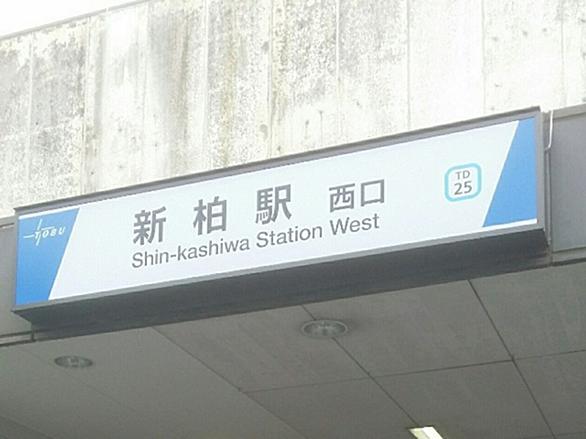 TOBU
新柏駅 西口
Shin-kashiwa Station West
TD
25